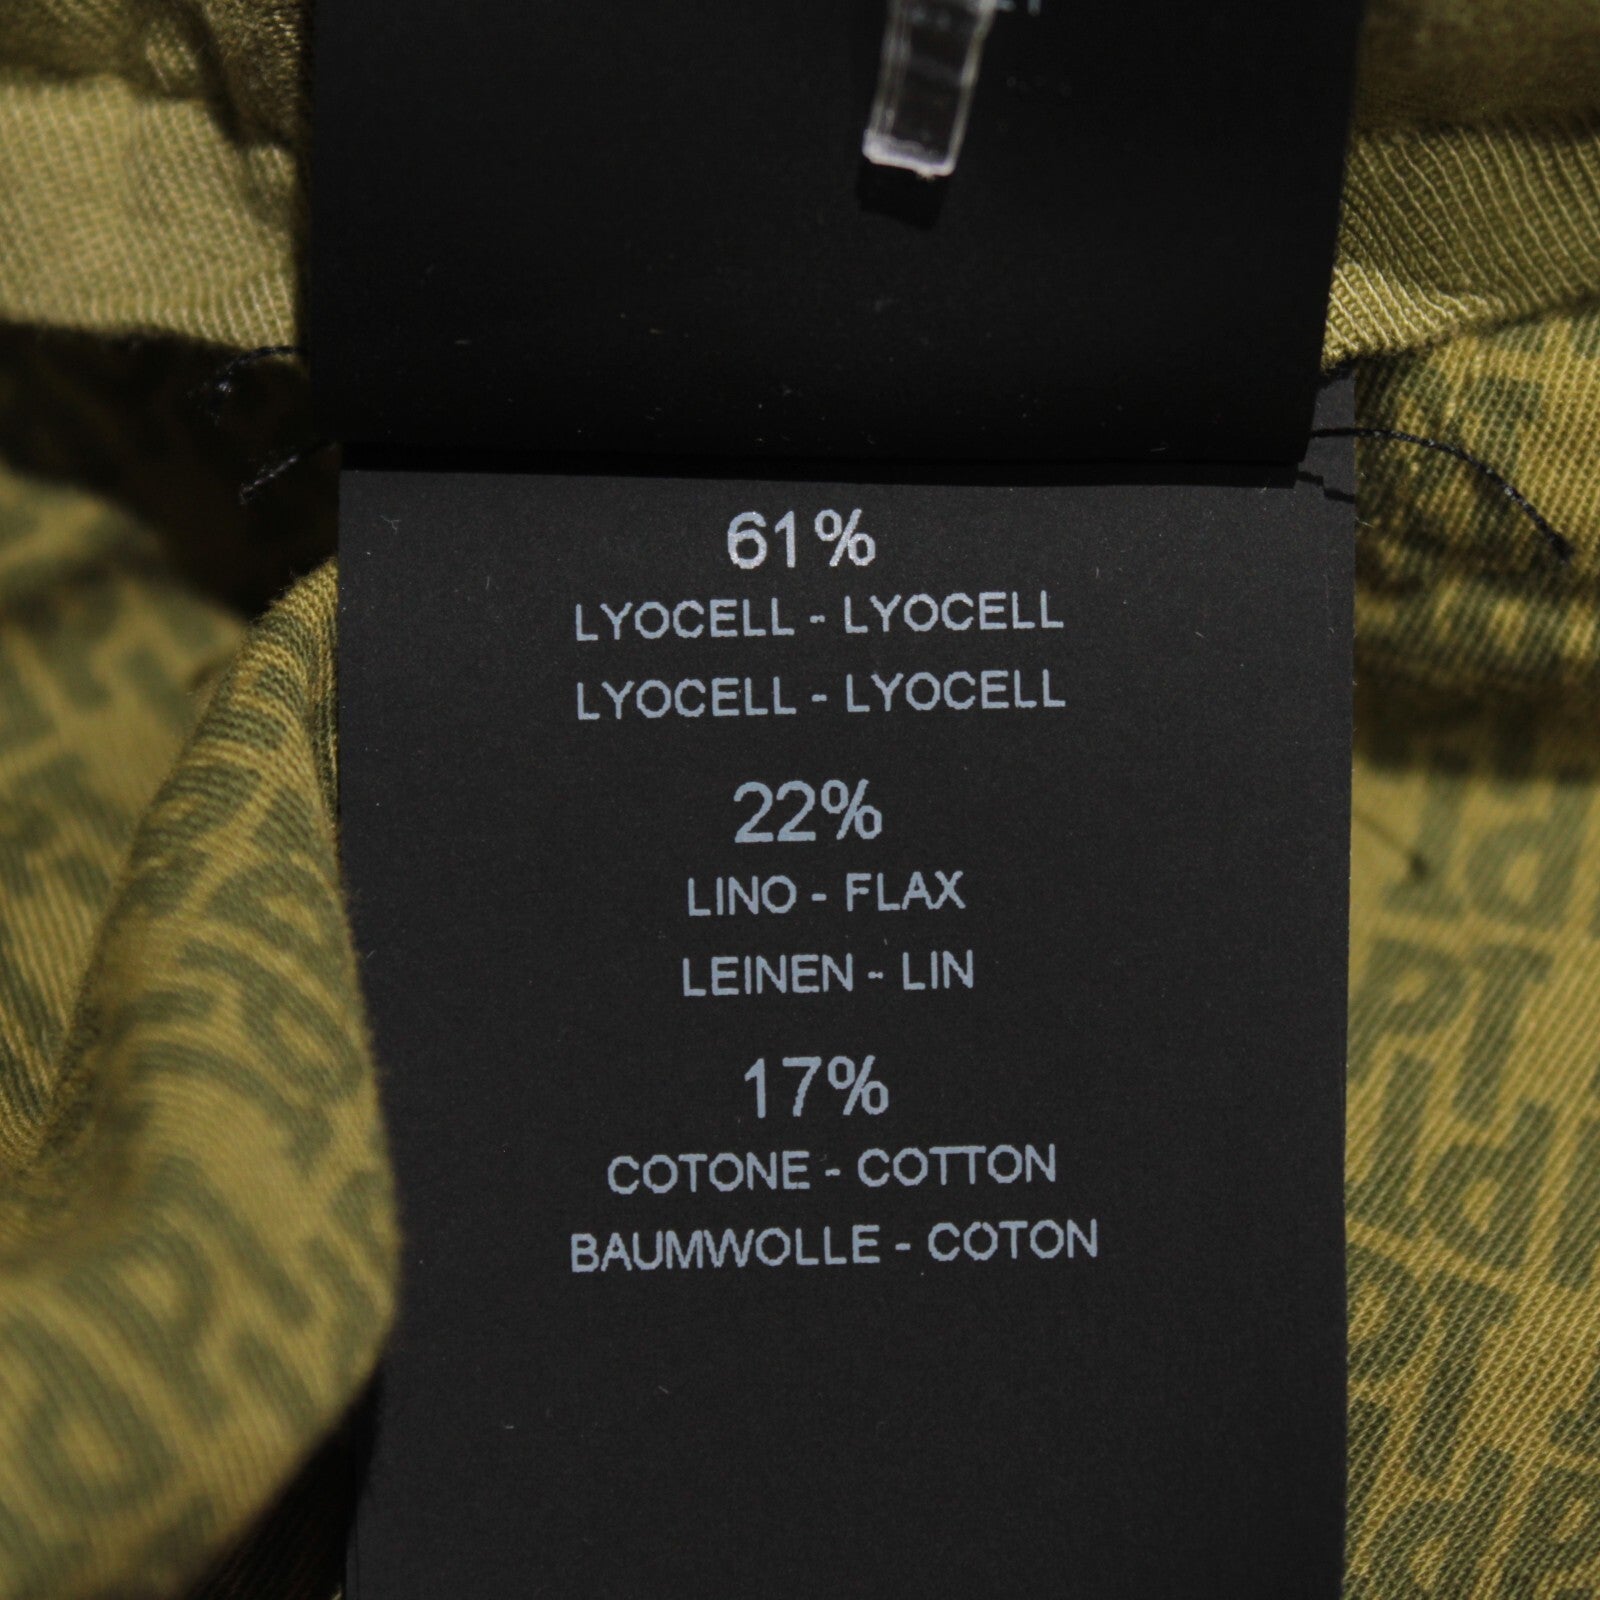 61%
LYOCELL - LYOCELL
LYOCELL - LYOCELL
22%
LINO - FLAX
LEINEN - LIN
17%
COTONE - COTTON
BAUMWOLLE - COTON